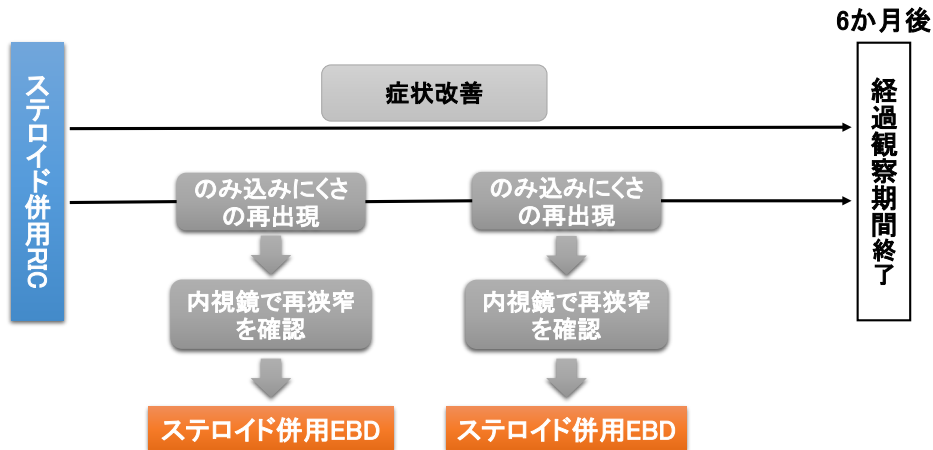 6か月後
ステロイド併用RIC
症状改善
経過観察期間終了
のみ込みにくさ
の再出現
のみ込みにくさ
の再出現
内視鏡で再狭窄
を確認
内視鏡で再狭窄
を確認
ステロイド併用EBD
ステロイド併用EBD